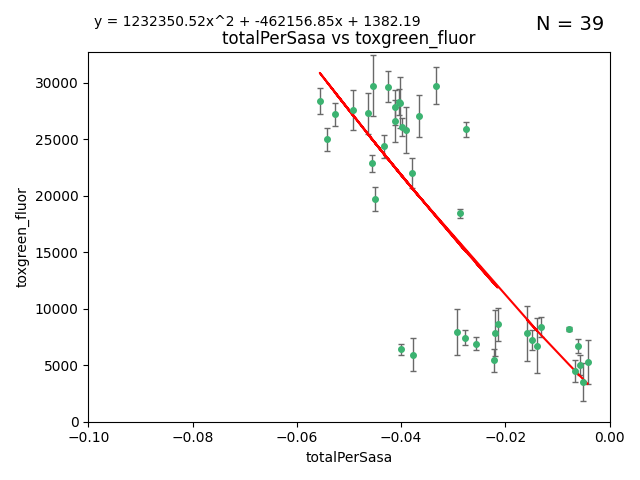 y = 1232350.52x^2 + -462156.85x + 1382.19
N = 39
totalPerSasa vs toxgreen_fluor
30000
25000
20000
15000
10000
5000
0
toxgreen_fluor
−0.10 −0.08 −0.06 −0.04 −0.02 0.00
totalPerSasa